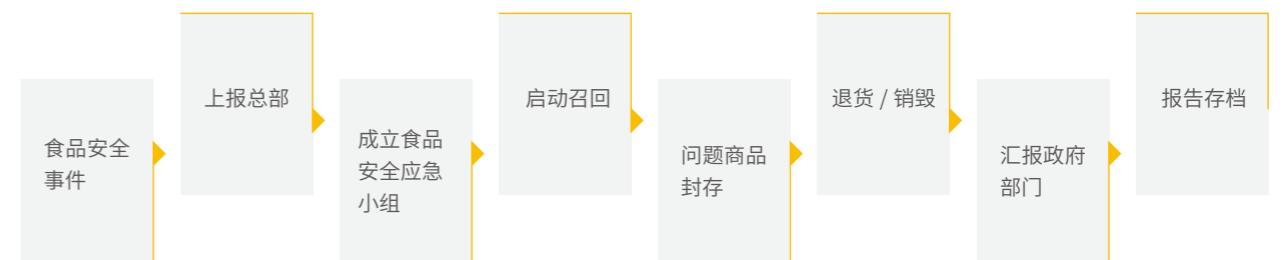 食品安全
事件
上报总部
成立食品
安全应急
小组
启动召回
问题商品
封存
退货 / 销毁
汇报政府
部门
报告存档